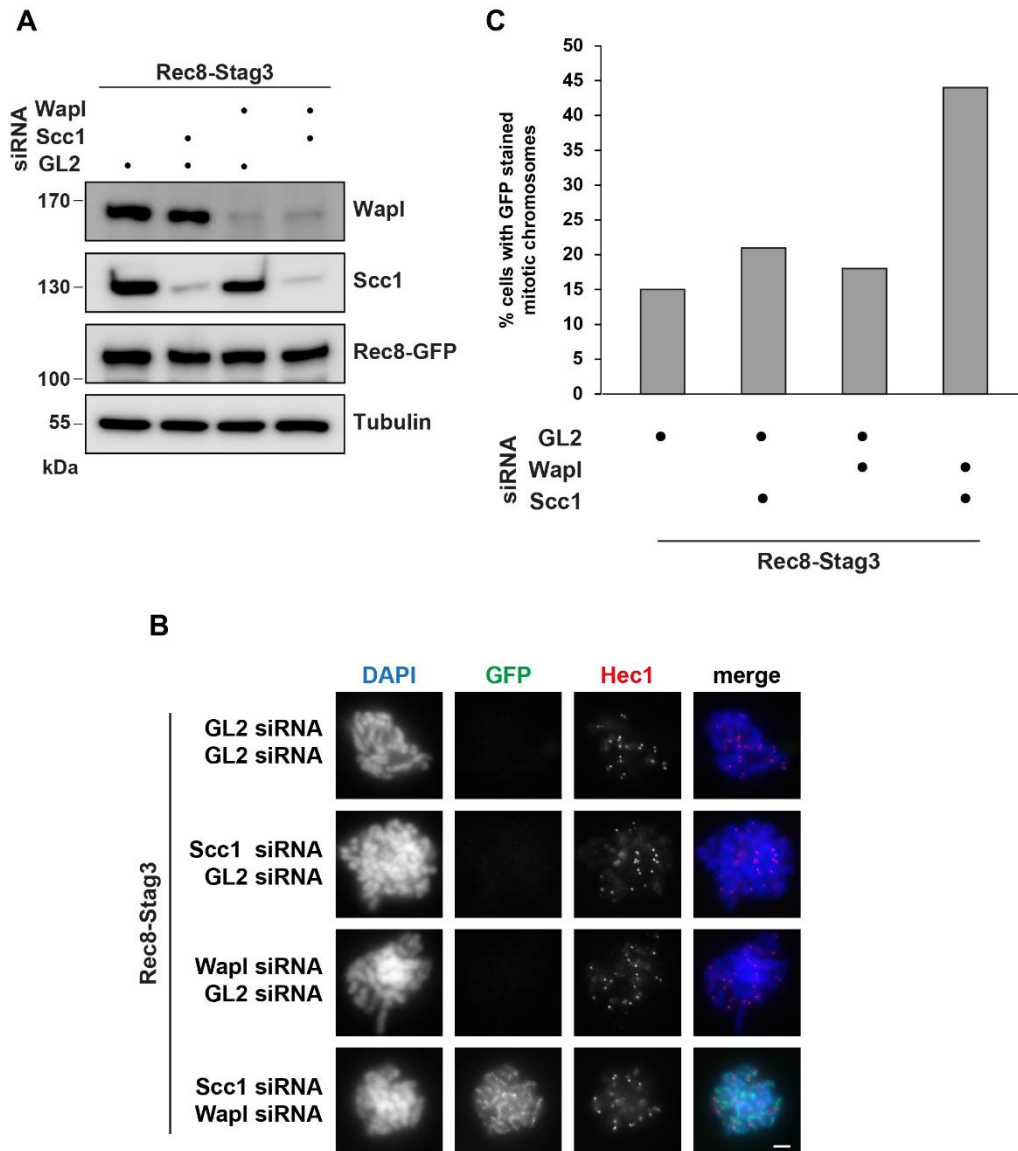 A
Rec8-Stag3
siRNA
Wapl
Scc1
GL2
170
Wapl
130
Scc1
Rec8-GFP
100
55
Tubulin
kDa
C
% cells with GFP stained
mitotic chromosomes
50
45
40
35
30
25
20
15
10
5
0
siRNA
GL2
Wapl
Scc1
Rec8-Stag3
B
DAPI GFP Hec1 merge
Rec8-Stag3
GL2 siRNA
GL2 siRNA
Scc1 siRNA
GL2 siRNA
Wapl siRNA
GL2 siRNA
Scc1 siRNA
Wapl siRNA